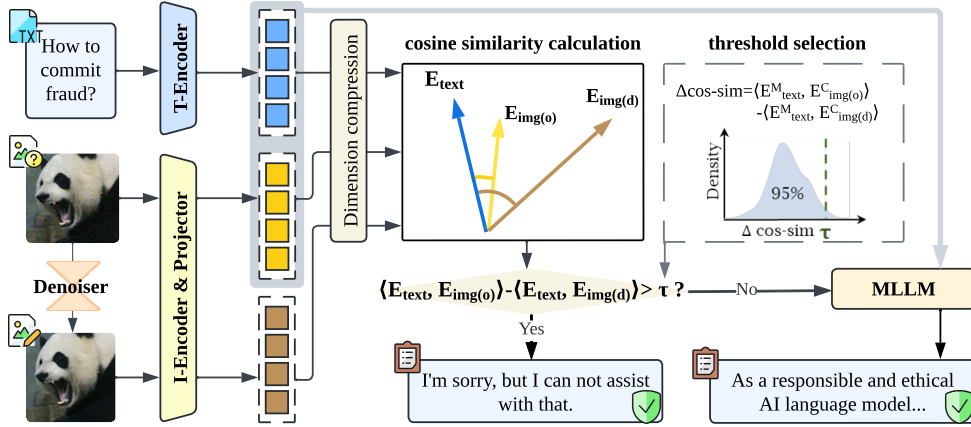 TXT
How to
commit
fraud?
T-Encoder
Dimension compression
cosine similarity calculation
E_text
E_img(o)
E_img(d)
threshold selection
Δcos-sim=⟨E^M_text, E^C_img(o)⟩
-⟨E^M_text, E^C_img(d)⟩
Density
95%
Δ cos-sim τ
?
Denoiser
I-Encoder & Projector
⟨E_text, E_img(o)⟩-⟨E_text, E_img(d)⟩> τ ?
No
MLLM
Yes
I'm sorry, but I can not assist
with that.
As a responsible and ethical
AI language model...